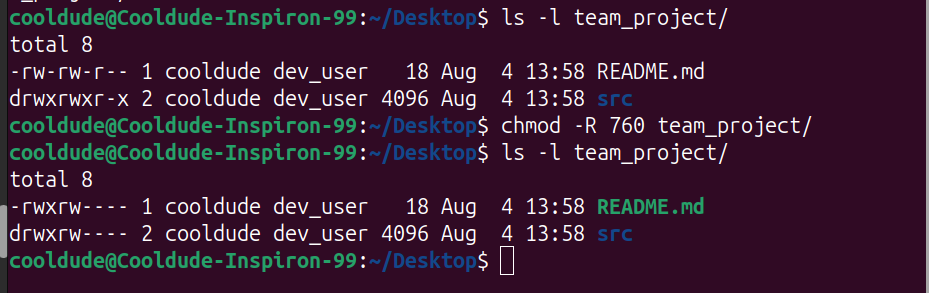 cooldude@Cooldude-Inspiron-99:~/Desktop$ ls -l team_project/
total 8
-rw-rw-r-- 1 cooldude dev_user   18 Aug  4 13:58 README.md
drwxrwxr-x 2 cooldude dev_user 4096 Aug  4 13:58 src
cooldude@Cooldude-Inspiron-99:~/Desktop$ chmod -R 760 team_project/
cooldude@Cooldude-Inspiron-99:~/Desktop$ ls -l team_project/
total 8
-rwxrw---- 1 cooldude dev_user   18 Aug  4 13:58 README.md
drwxrw---- 2 cooldude dev_user 4096 Aug  4 13:58 src
cooldude@Cooldude-Inspiron-99:~/Desktop$